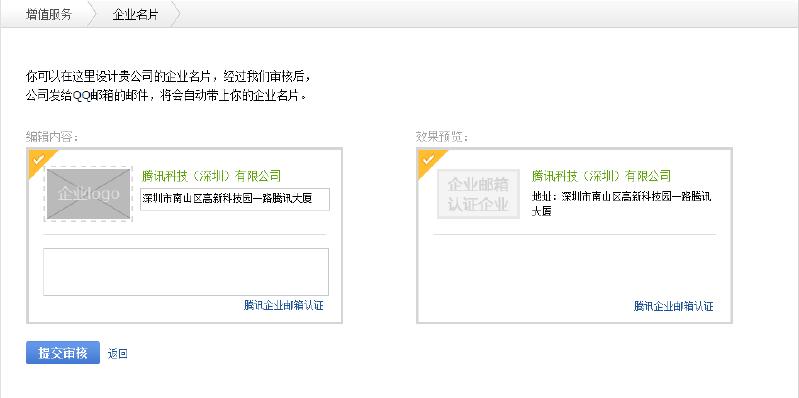 增值服务
企业名片
你可以在这里设计贵公司的企业名片，经过我们审核后，
公司发给QQ邮箱的邮件，将会自动带上你的企业名片。
编辑内容：
企业logo
腾讯科技（深圳）有限公司
深圳市南山区高新科技园一路腾讯大厦
腾讯企业邮箱认证
效果预览：
企业邮箱
认证企业
腾讯科技（深圳）有限公司
地址：深圳市南山区高新科技园一路腾讯
大厦
腾讯企业邮箱认证
提交审核
返回